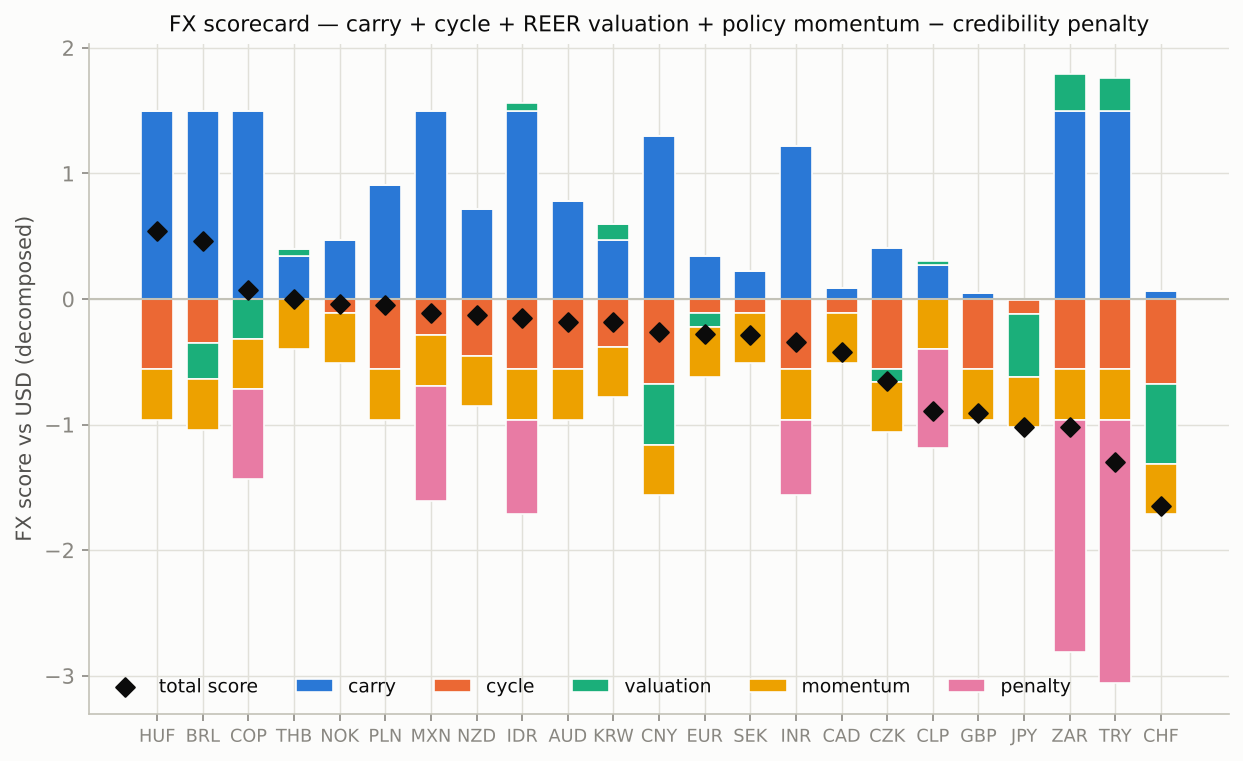 FX scorecard — carry + cycle + REER valuation + policy momentum − credibility penalty
FX score vs USD (decomposed)
2
1
0
−1
−2
−3
total score
carry
cycle
valuation
momentum
penalty
HUF BRL COP THB NOK PLN MXN NZD IDR AUD KRW CNY EUR SEK INR CAD CZK CLP GBP JPY ZAR TRY CHF